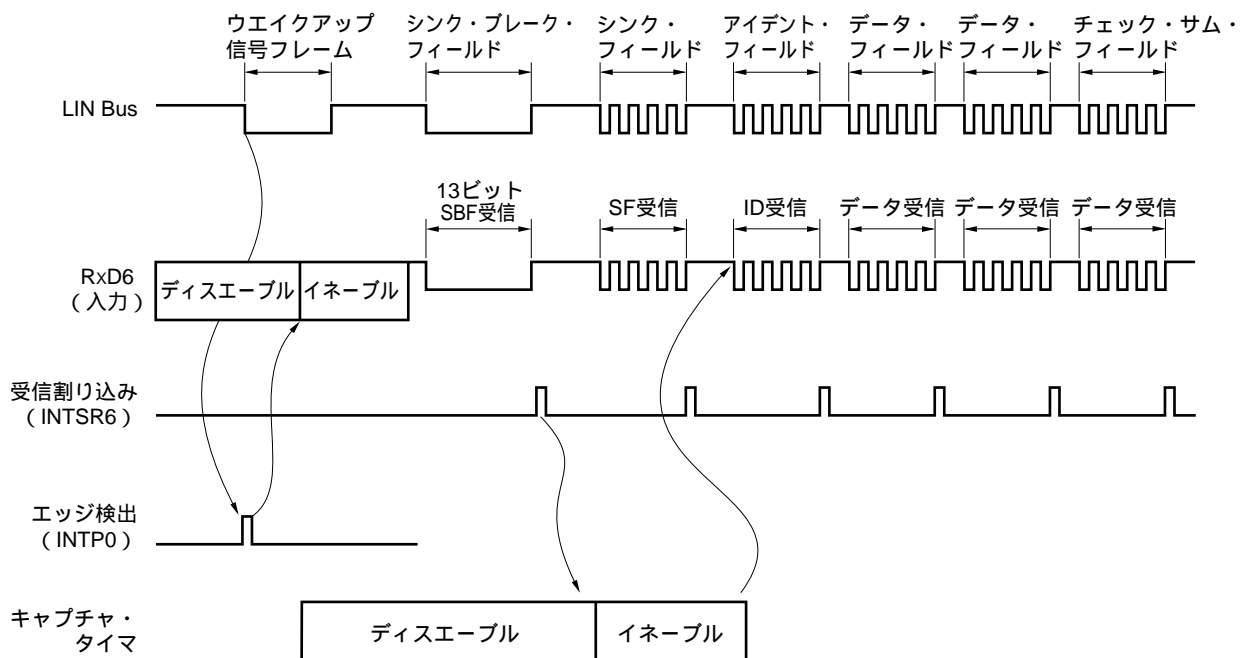 ウエイクアップ
信号フレーム
シンク・ブレーク・
フィールド
シンク・
フィールド
アイデント・
フィールド
データ・
フィールド
データ・
フィールド
チェック・サム・
フィールド
LIN Bus
13ビット
SBF受信
SF受信
ID受信
データ受信
データ受信
データ受信
RxD6
（入力）
ディスエーブル
イネーブル
受信割り込み
（INTSR6）
エッジ検出
（INTP0）
キャプチャ・
タイマ
ディスエーブル
イネーブル